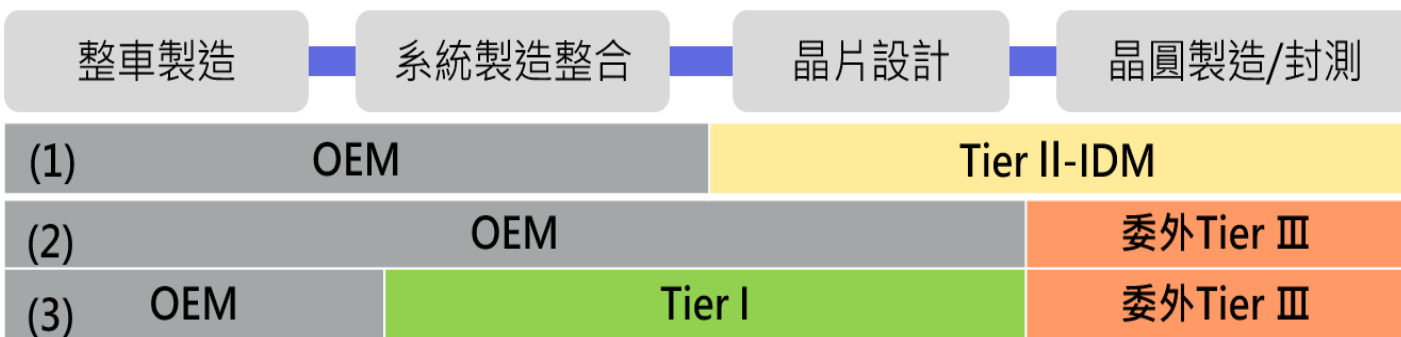 整車製造 系統製造整合 晶片設計 晶圓製造/封測
(1) OEM Tier Ⅱ-IDM
(2) OEM 委外Tier Ⅲ
(3) OEM Tier Ⅰ 委外Tier Ⅲ